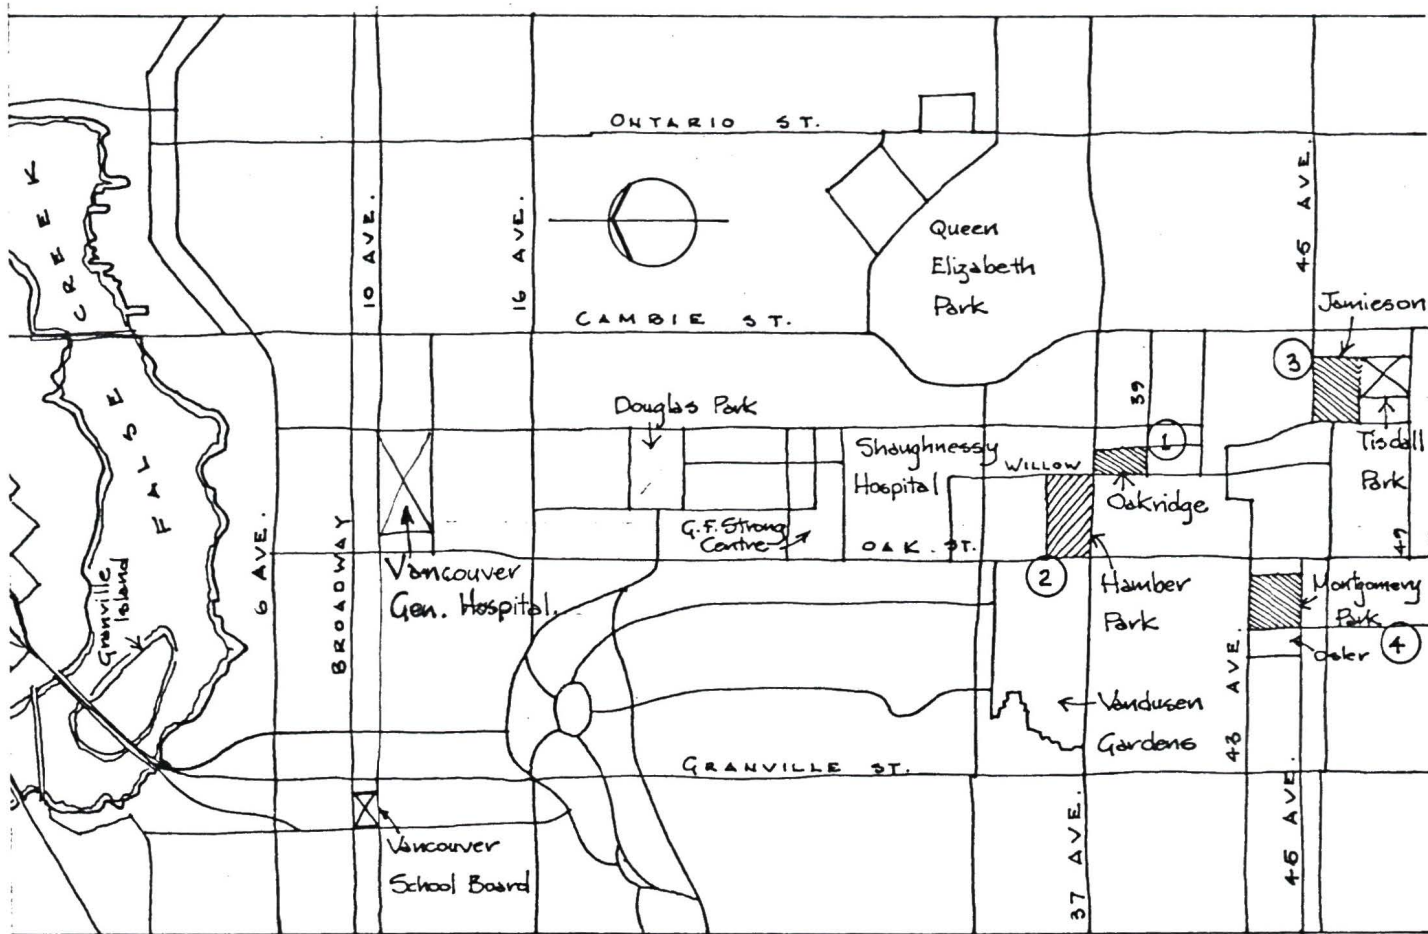 ONTARIO ST.
CREEK
10 AVE.
16 AVE.
45 AVE.
Queen
Elizabeth
Park
Jamieson
CAMBIE ST.
3
FALSE
Douglas Park
39
1
Shaughnessy
Hospital
WILLOW
Tisdall
Park
Oakridge
G.F. Strong
Centre
OAK ST.
49
6 AVE.
BROADWAY
Vancouver
Gen. Hospital.
Granville
Island
2
Hamber
Park
Montgomery
Park
4
Osler
43 AVE.
Vandusen
Gardens
GRANVILLE ST.
37 AVE.
45 AVE.
Vancouver
School Board